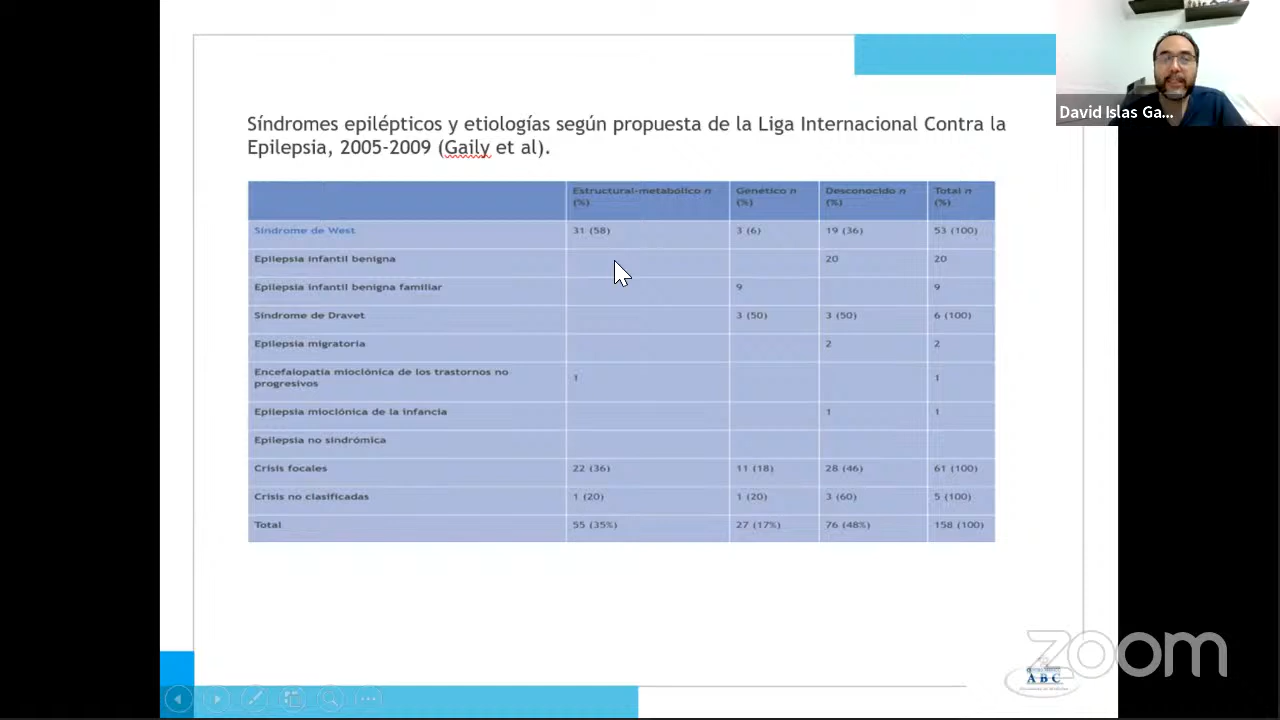 David Islas Ga...
Síndromes epilépticos y etiologías según propuesta de la Liga Internacional Contra la
Epilepsia, 2005-2009 (Gaily et al).
Estructural-metabólico n (%) Genético n (%) Desconocido n (%) Total n (%)
Síndrome de West 31 (58) 3 (6) 19 (36) 53 (100)
Epilepsia infantil benigna 20 20
Epilepsia infantil benigna familiar 9 9
Síndrome de Dravet 3 (50) 3 (50) 6 (100)
Epilepsia migratoria 2 2
Encefalopatía mioclónica de los trastornos no
progresivos 1 1
Epilepsia mioclónica de la infancia 1 1
Epilepsia no sindrómica
Crisis focales 22 (36) 11 (18) 28 (46) 61 (100)
Crisis no clasificadas 1 (20) 1 (20) 3 (60) 5 (100)
Total 55 (35%) 27 (17%) 76 (48%) 158 (100)
zoom
ABC